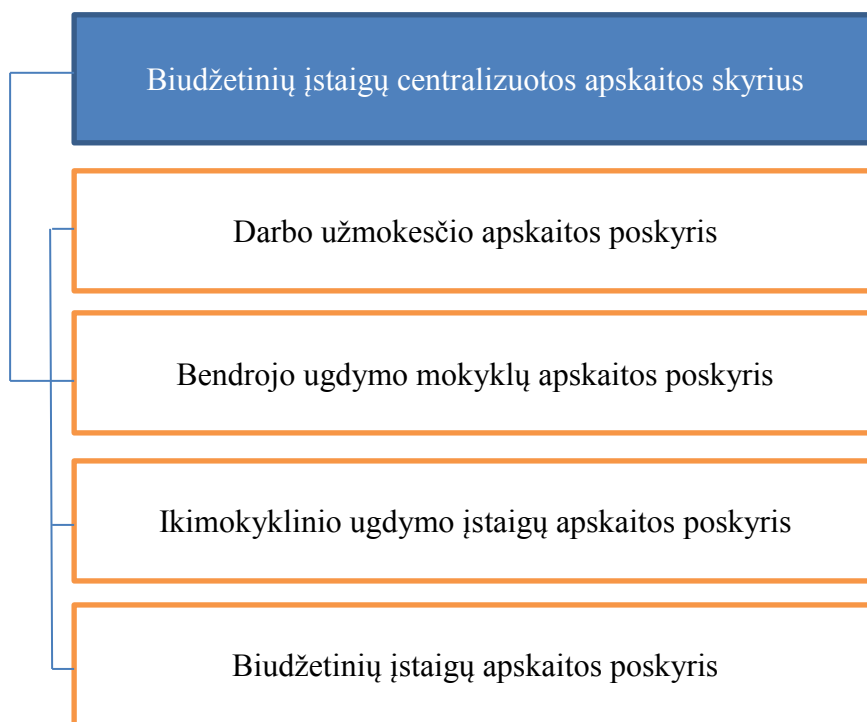 Biudžetinių įstaigų centralizuotos apskaitos skyrius
Darbo užmokesčio apskaitos poskyris
Bendrojo ugdymo mokyklų apskaitos poskyris
Ikimokyklinio ugdymo įstaigų apskaitos poskyris
Biudžetinių įstaigų apskaitos poskyris